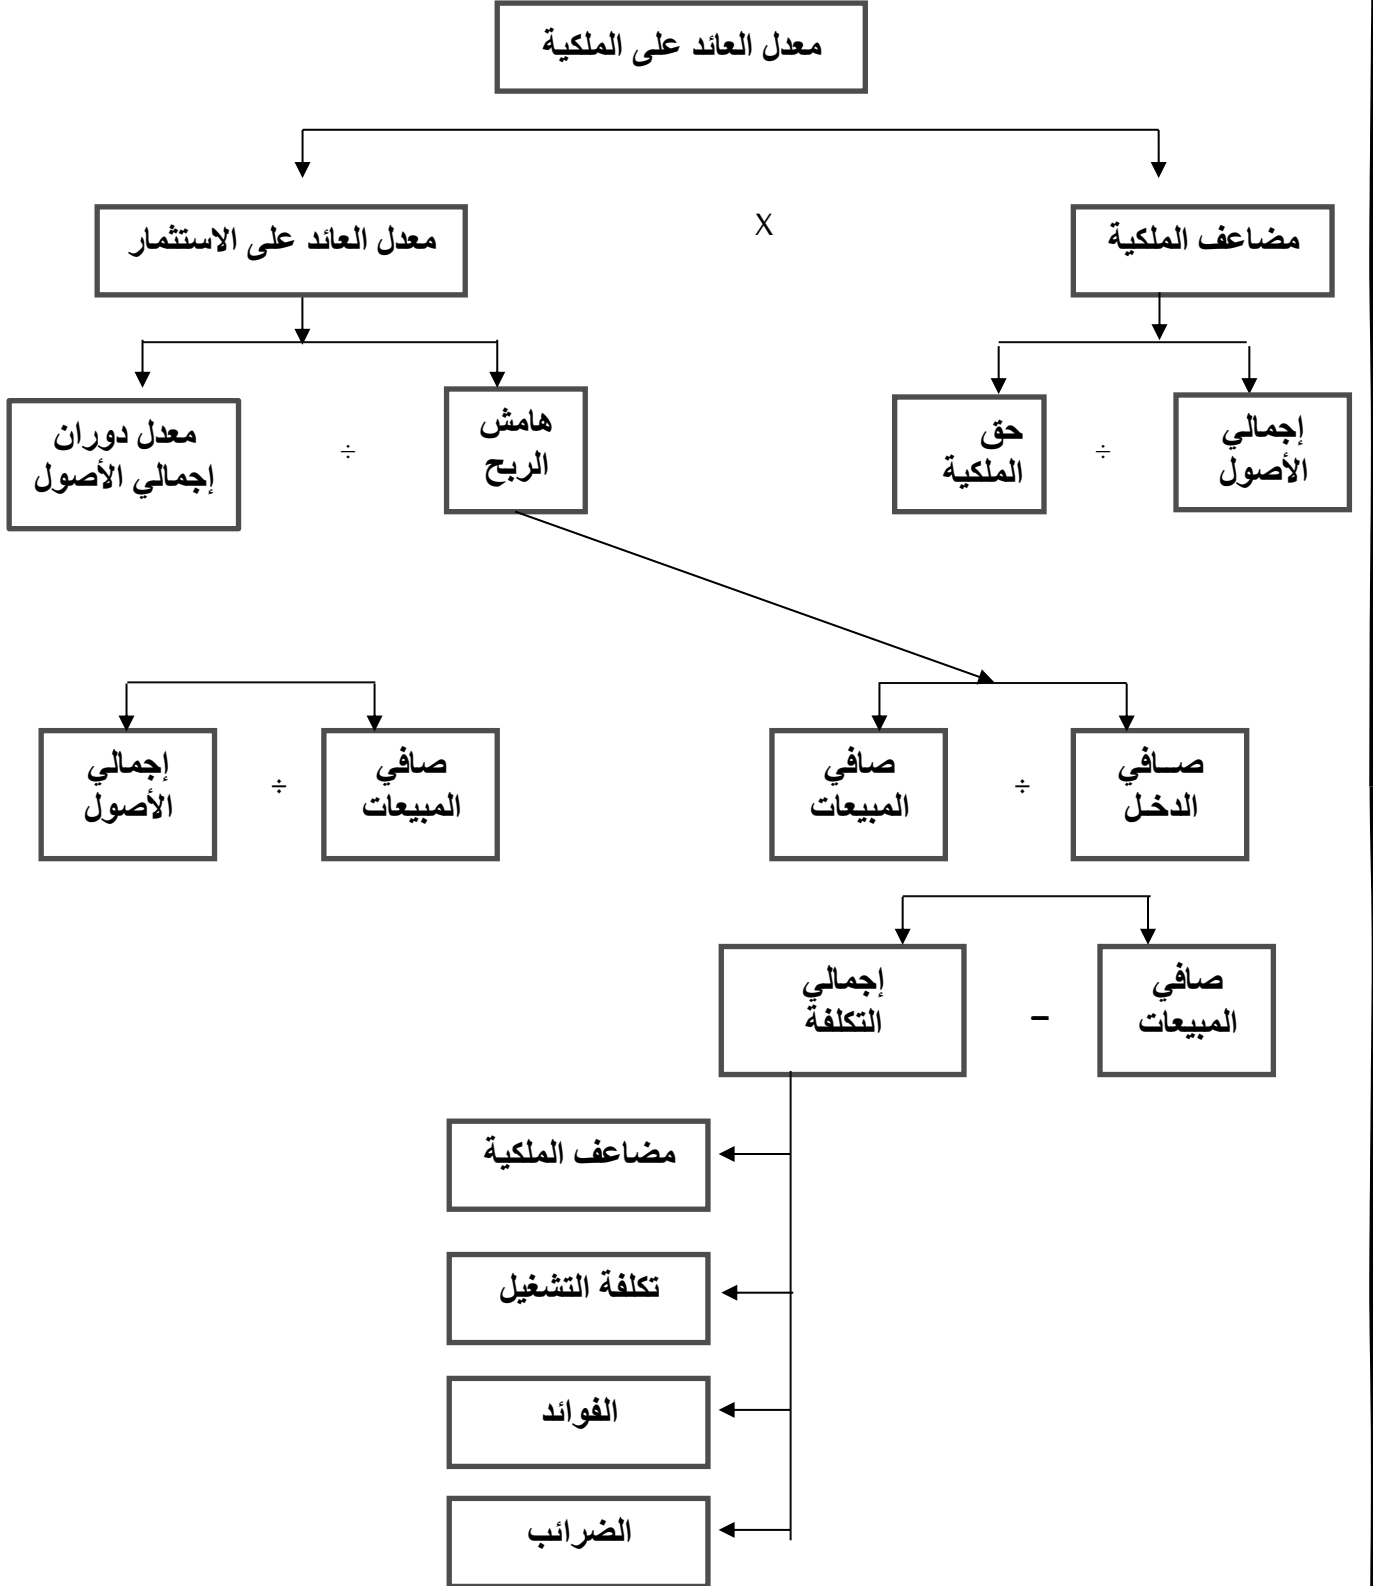 معدل العائد على الملكية
مضاعف الملكية
X
معدل العائد على الاستثمار
إجمالي
الأصول
÷
حق
الملكية
هامش
الربح
÷
معدل دوران
إجمالي الأصول
صــافي
الدخـل
÷
صافي
المبيعات
صافي
المبيعات
÷
إجمالي
الأصول
صافي
المبيعات
–
إجمالي
التكلفة
مضاعف الملكية
تكلفة التشغيل
الفوائد
الضرائب